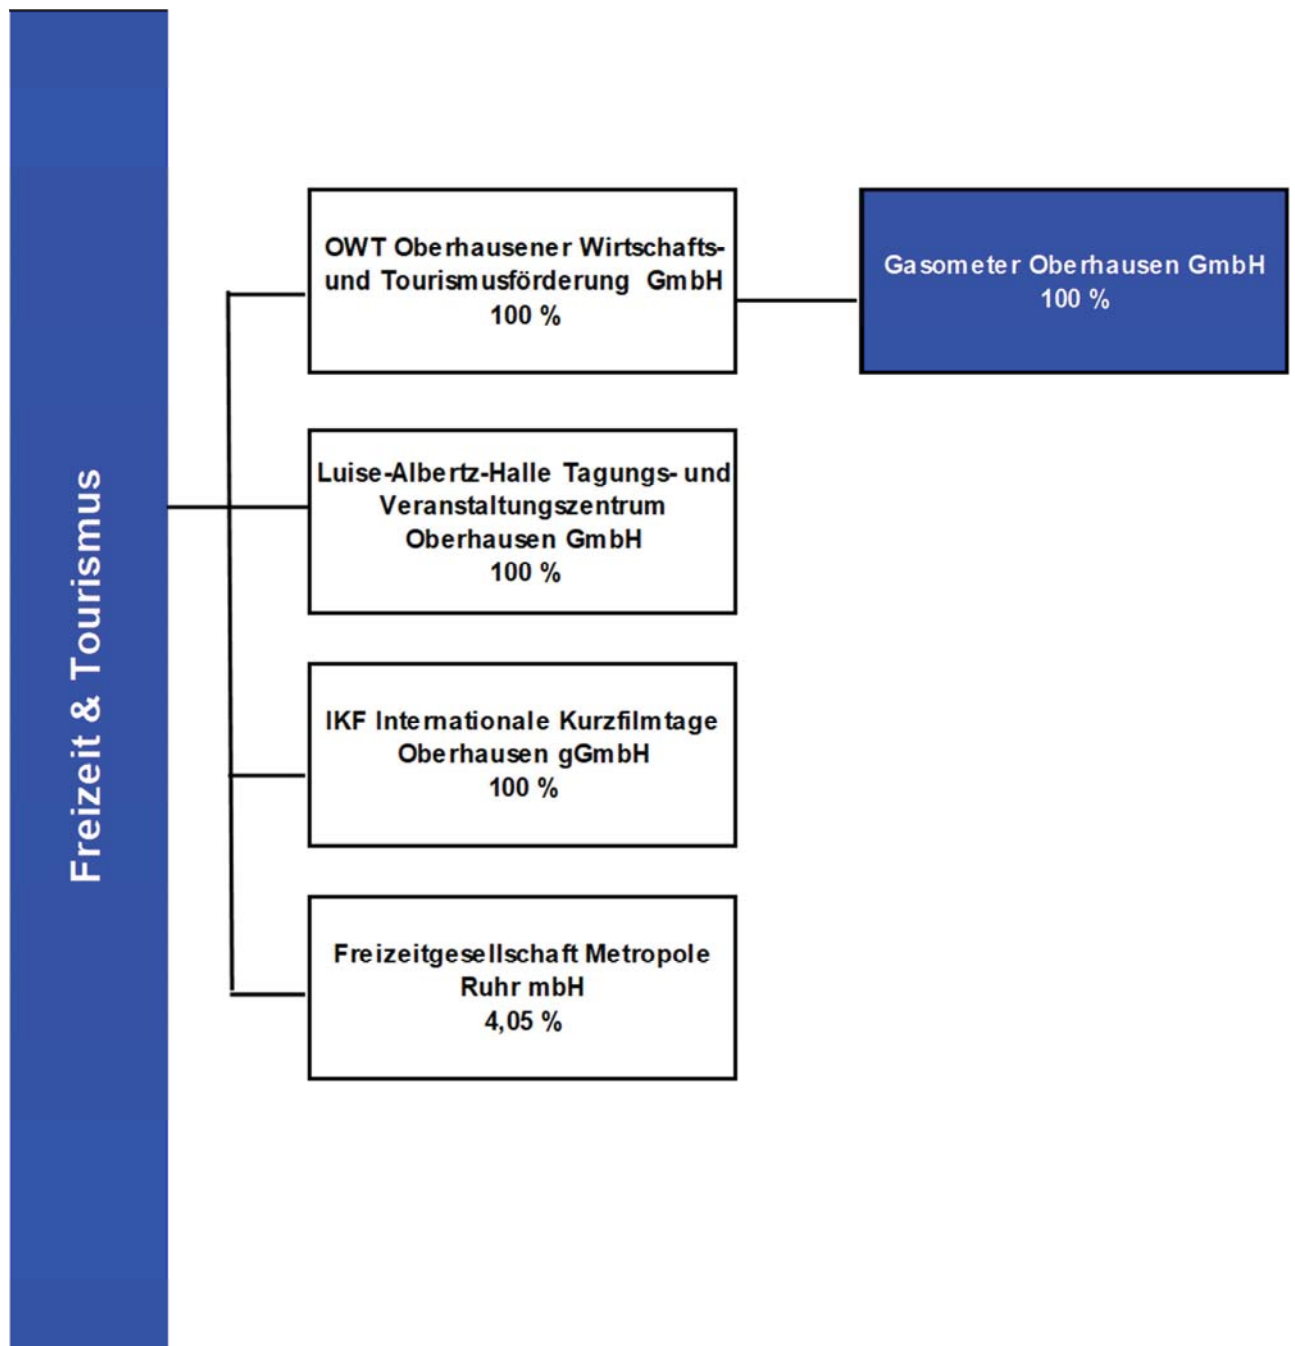 Freizeit & Tourismus
OWT Oberhausener Wirtschafts-
und Tourismusförderung GmbH
100 %
Gasometer Oberhausen GmbH
100 %
Luise-Albertz-Halle Tagungs- und
Veranstaltungszentrum
Oberhausen GmbH
100 %
IKF Internationale Kurzfilmtage
Oberhausen gGmbH
100 %
Freizeitgesellschaft Metropole
Ruhr mbH
4,05 %